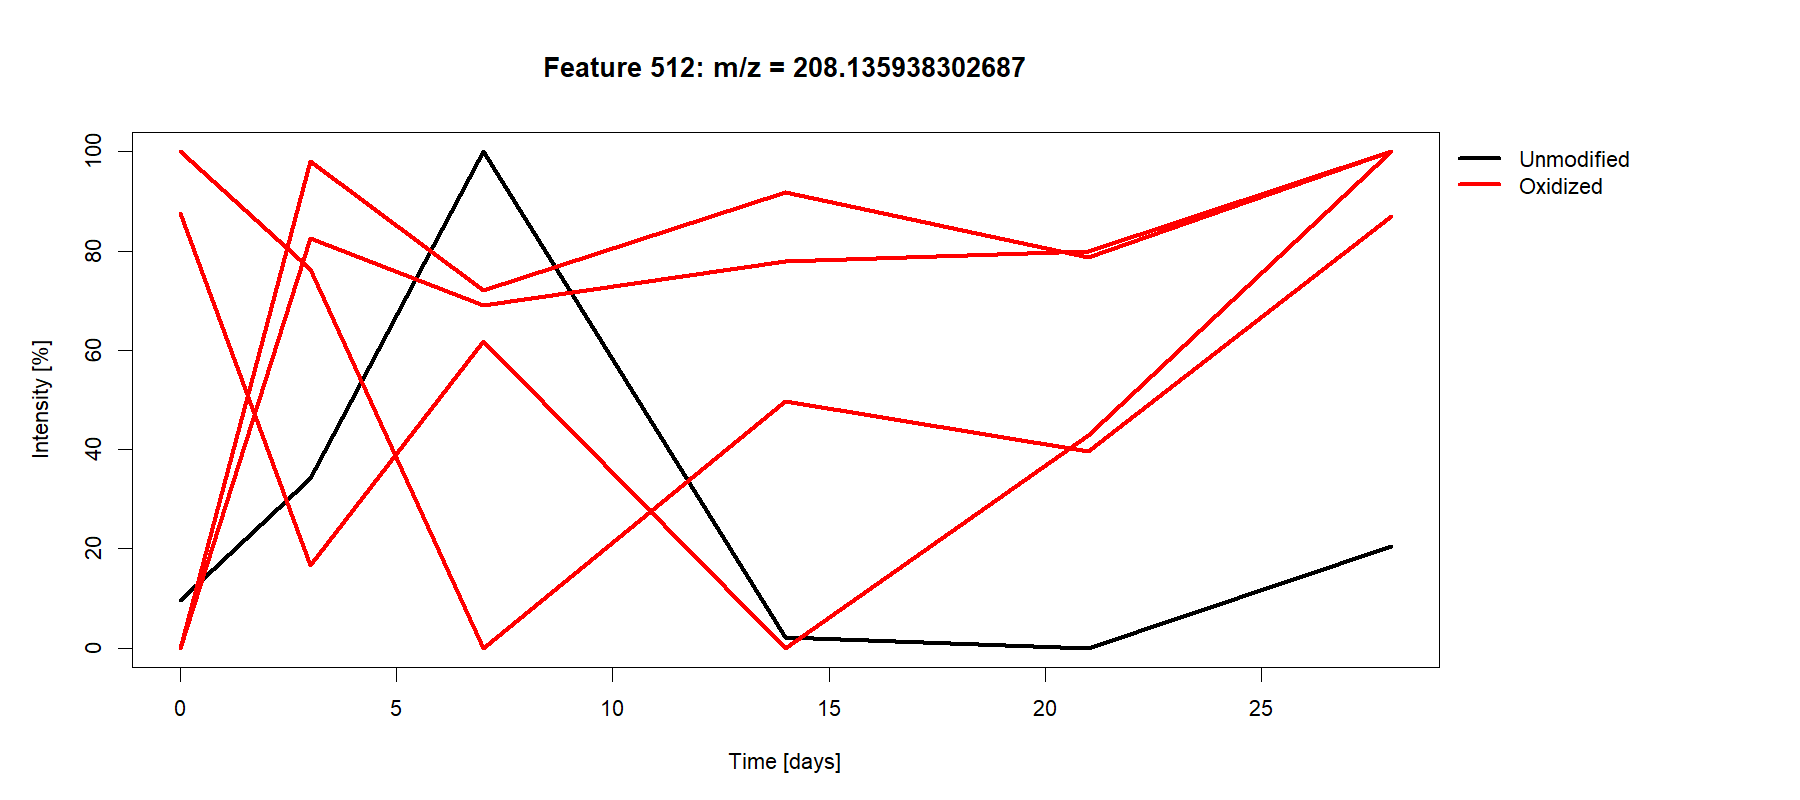 Feature 512: m/z = 208.135938302687
Unmodified
Oxidized
Intensity [%]
100
80
60
40
20
0
0 5 10 15 20 25
Time [days]